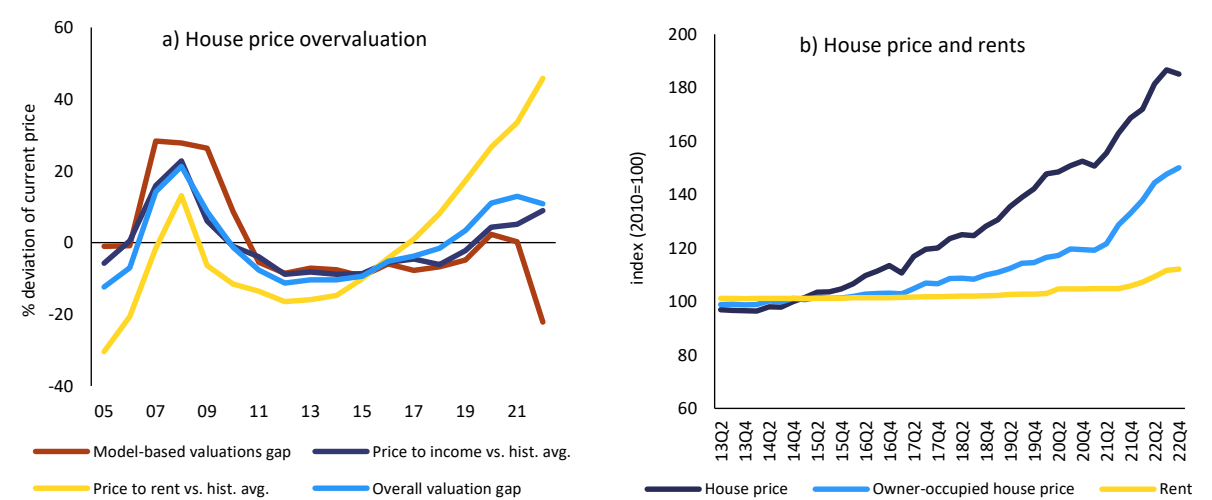 a) House price overvaluation
% deviation of current price
60
40
20
0
-20
-40
05 07 09 11 13 15 17 19 21
Model-based valuations gap Price to income vs. hist. avg.
Price to rent vs. hist. avg. Overall valuation gap
b) House price and rents
index (2010=100)
200
180
160
140
120
100
80
60
13Q2 13Q4 14Q2 14Q4 15Q2 15Q4 16Q2 16Q4 17Q2 17Q4 18Q2 18Q4 19Q2 19Q4 20Q2 20Q4 21Q2 21Q4 22Q2 22Q4
House price Owner-occupied house price Rent